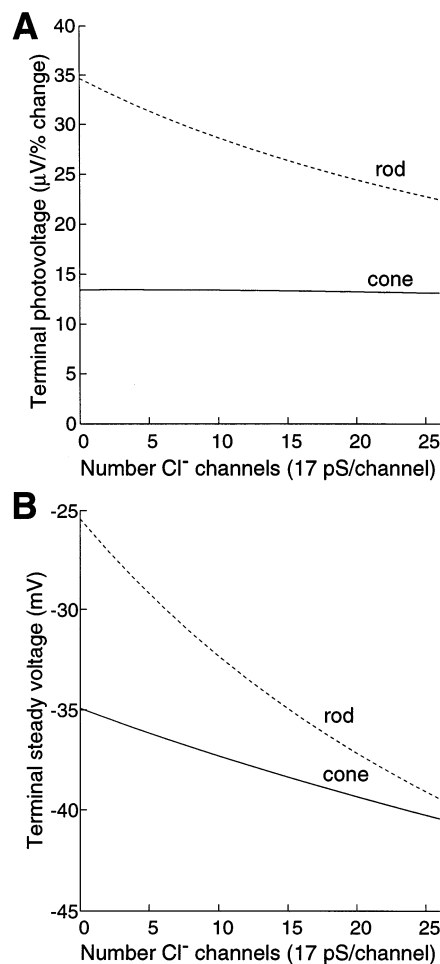 A
Terminal photovoltage (μV/% change)
40
35
30
25
20
15
10
5
0
rod
cone
0 5 10 15 20 25
Number Cl⁻ channels (17 pS/channel)
B
Terminal steady voltage (mV)
-25
-30
-35
-40
-45
rod
cone
0 5 10 15 20 25
Number Cl⁻ channels (17 pS/channel)